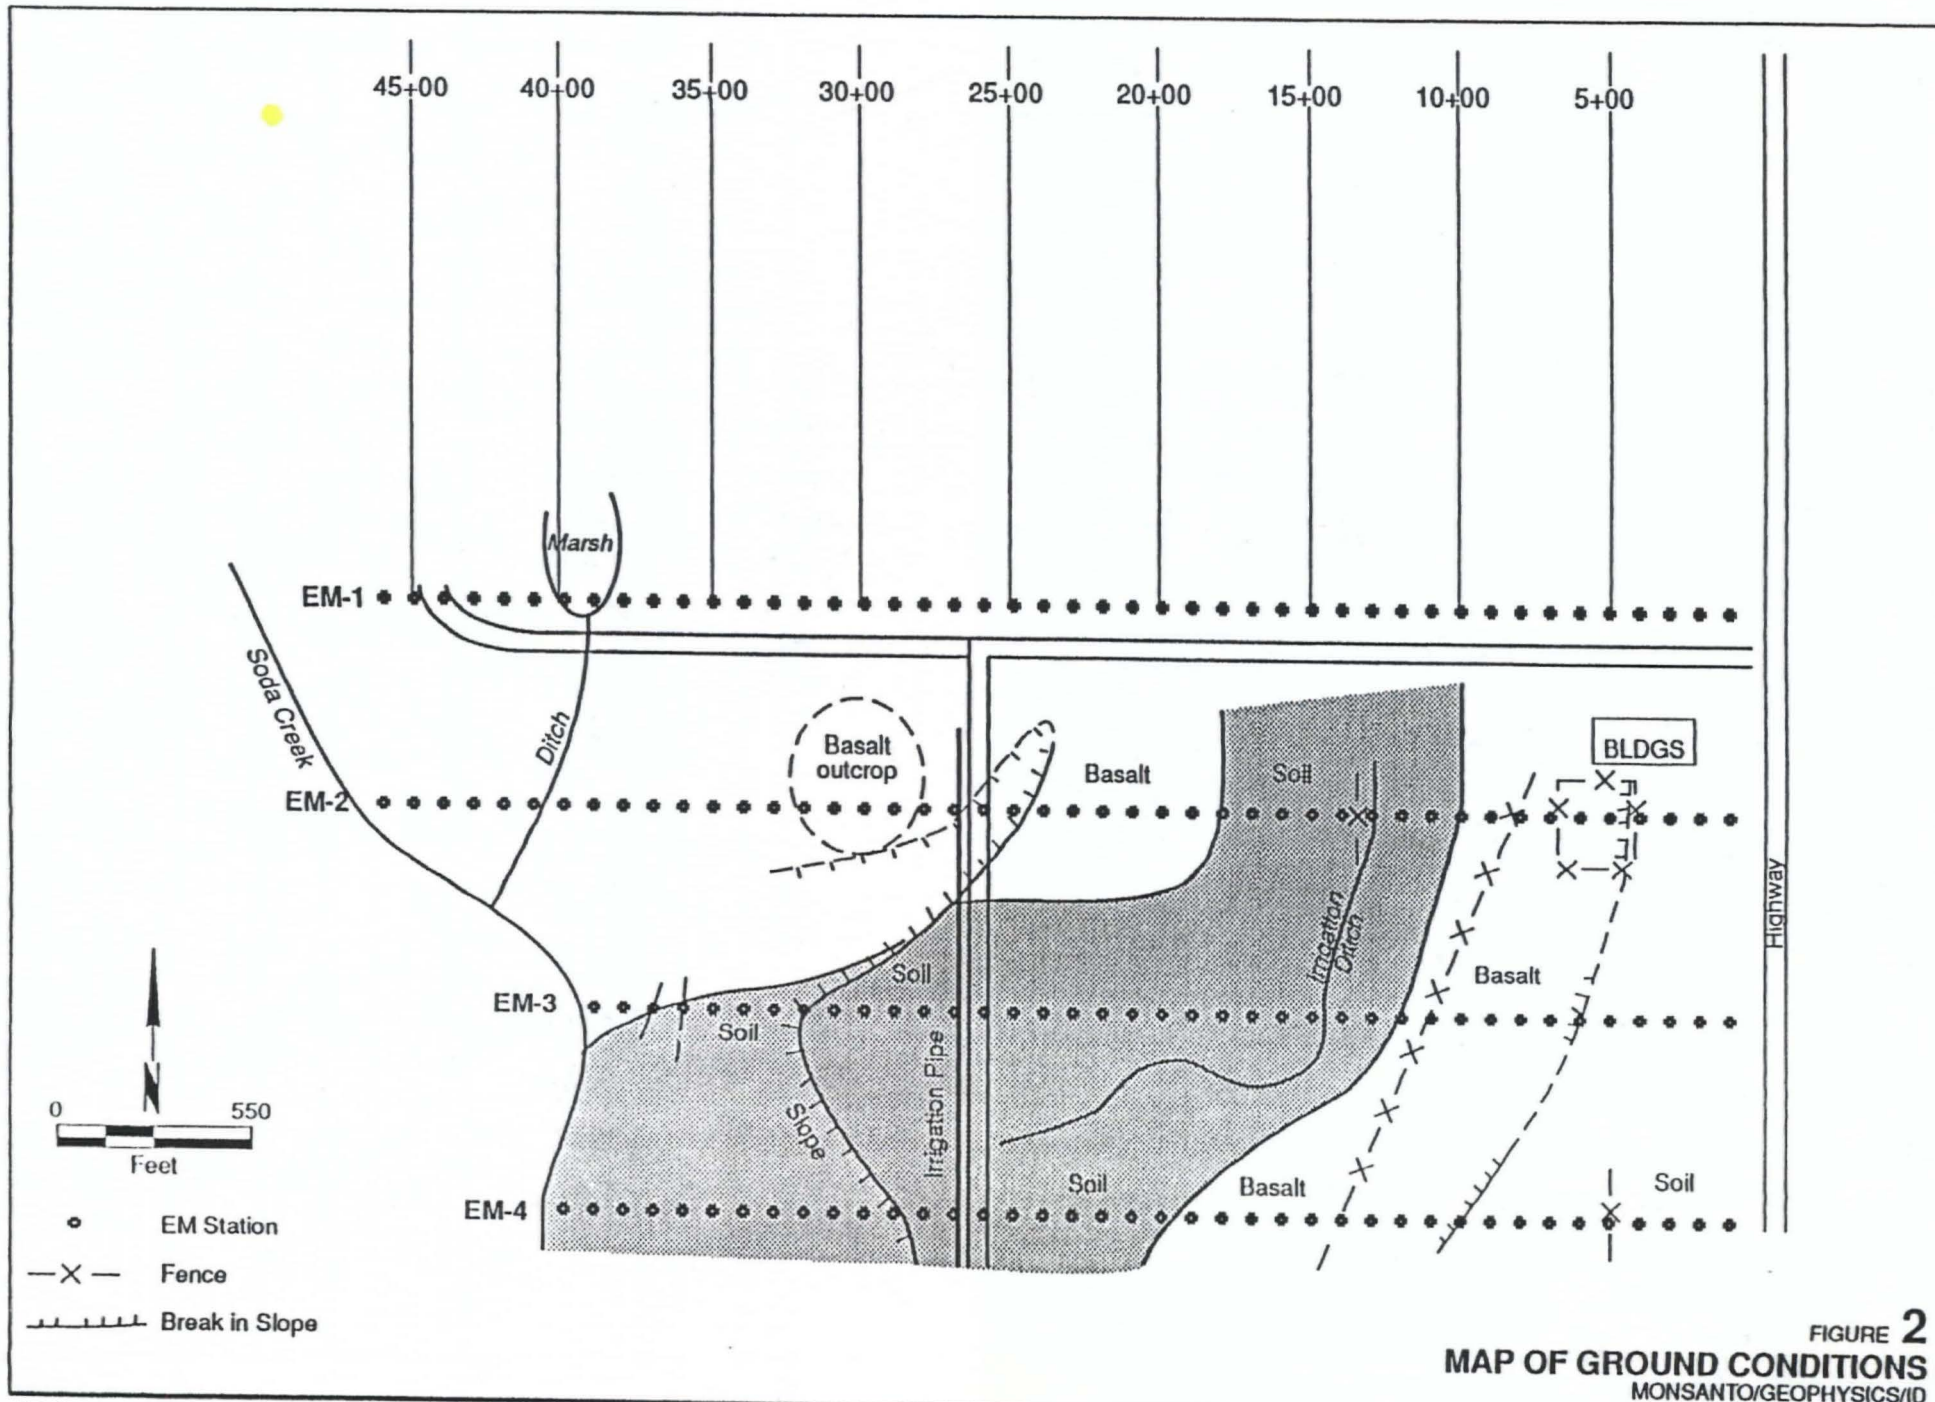 45+00 40+00 35+00 30+00 25+00 20+00 15+00 10+00 5+00
Marsh
EM-1
Soda Creek
Ditch
Basalt
outcrop
Basalt
Soil
BLDGS
EM-2
Highway
Irrigation
Ditch
Soil
Basalt
EM-3
Soil
Irrigation Pipe
Slope
N
0 550
Feet
Soil
Basalt
Soil
EM-4
EM Station
Fence
Break in Slope
FIGURE 2
MAP OF GROUND CONDITIONS
MONSANTO/GEOPHYSICS/ID